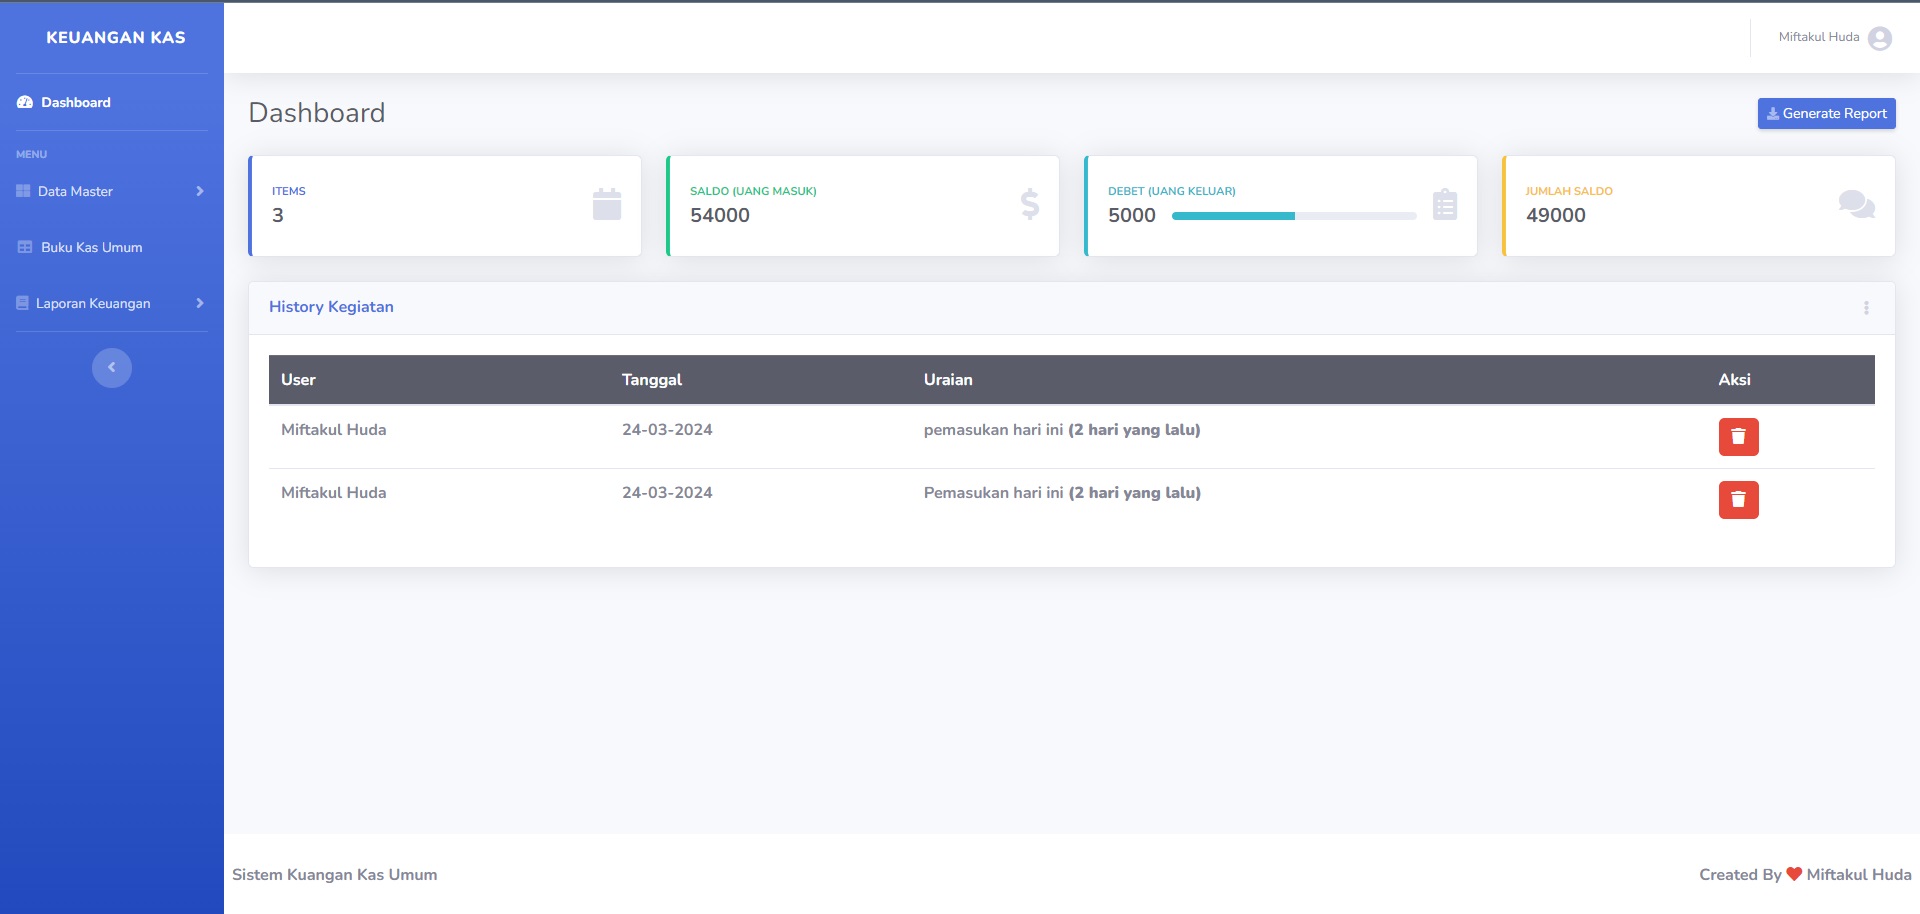 KEUANGAN KAS
Miftakul Huda
Dashboard
MENU
Data Master
Buku Kas Umum
Laporan Keuangan
Dashboard
Generate Report
ITEMS
3
SALDO (UANG MASUK)
54000
DEBET (UANG KELUAR)
5000
JUMLAH SALDO
49000
History Kegiatan
User Tanggal Uraian Aksi
Miftakul Huda 24-03-2024 pemasukan hari ini (2 hari yang lalu)
Miftakul Huda 24-03-2024 Pemasukan hari ini (2 hari yang lalu)
Sistem Kuangan Kas Umum
Created By ❤ Miftakul Huda